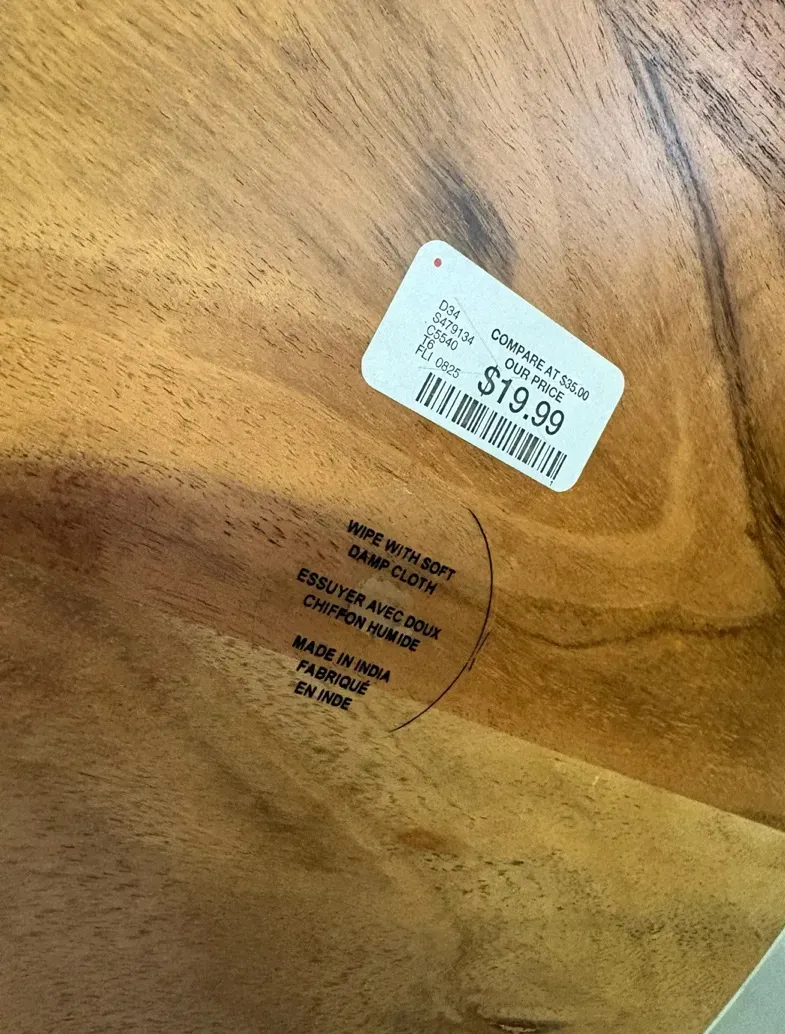 D34
S479134
C5540
T6
FLI 0825
COMPARE AT $35.00
OUR PRICE
$19.99
1
WIPE WITH SOFT
DAMP CLOTH
ESSUYER AVEC DOUX
CHIFFON HUMIDE
MADE IN INDIA
FABRIQUÉ
EN INDE